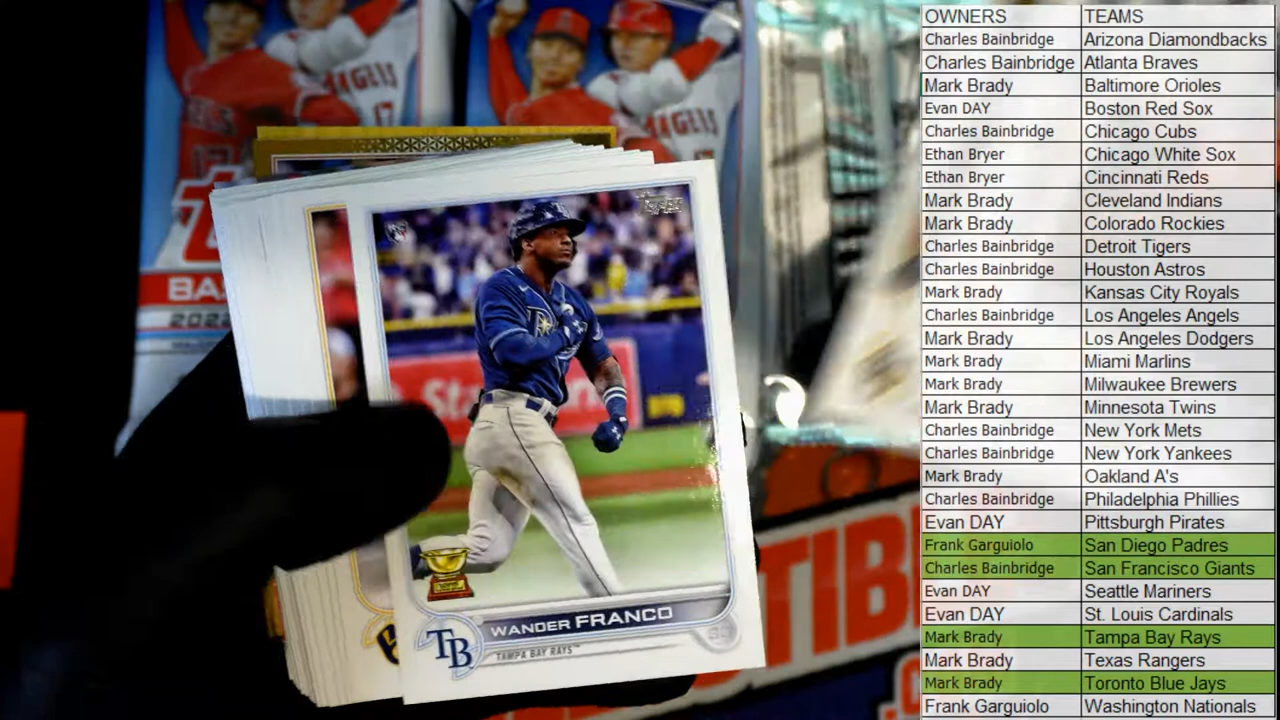 OWNERS TEAMS
Charles Bainbridge Arizona Diamondbacks
Charles Bainbridge Atlanta Braves
Mark Brady Baltimore Orioles
Evan DAY Boston Red Sox
Charles Bainbridge Chicago Cubs
Ethan Bryer Chicago White Sox
Ethan Bryer Cincinnati Reds
Mark Brady Cleveland Indians
Mark Brady Colorado Rockies
Charles Bainbridge Detroit Tigers
Charles Bainbridge Houston Astros
Mark Brady Kansas City Royals
Charles Bainbridge Los Angeles Angels
Mark Brady Los Angeles Dodgers
Mark Brady Miami Marlins
Mark Brady Milwaukee Brewers
Mark Brady Minnesota Twins
Charles Bainbridge New York Mets
Charles Bainbridge New York Yankees
Mark Brady Oakland A's
Charles Bainbridge Philadelphia Phillies
Evan DAY Pittsburgh Pirates
Frank Garguiolo San Diego Padres
Charles Bainbridge San Francisco Giants
Evan DAY Seattle Mariners
Evan DAY St. Louis Cardinals
Mark Brady Tampa Bay Rays
Mark Brady Texas Rangers
Mark Brady Toronto Blue Jays
Frank Garguiolo Washington Nationals
ANGELS
17
ANGELS
Topps
TB WANDER FRANCO
TAMPA BAY RAYS™